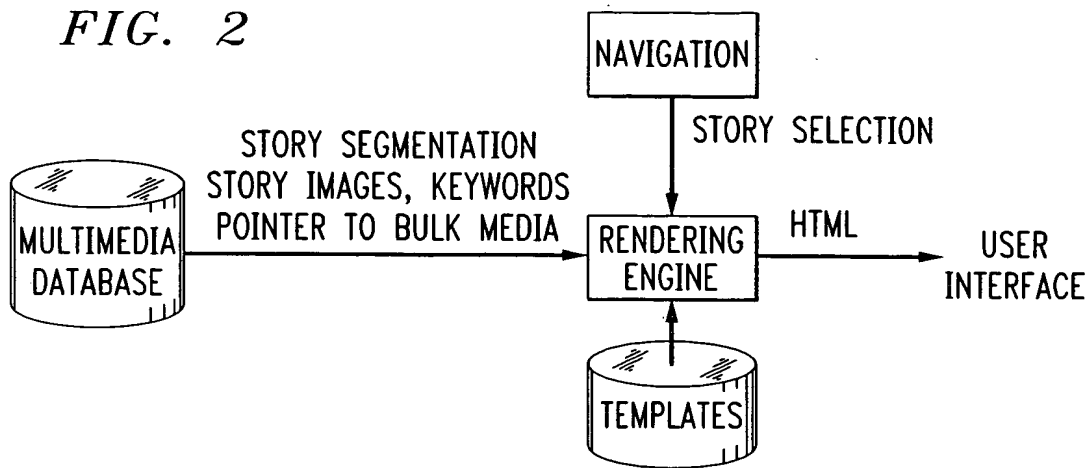 FIG. 2
NAVIGATION
STORY SELECTION
STORY SEGMENTATION
STORY IMAGES, KEYWORDS
POINTER TO BULK MEDIA
MULTIMEDIA
DATABASE
RENDERING
ENGINE
HTML
USER
INTERFACE
TEMPLATES